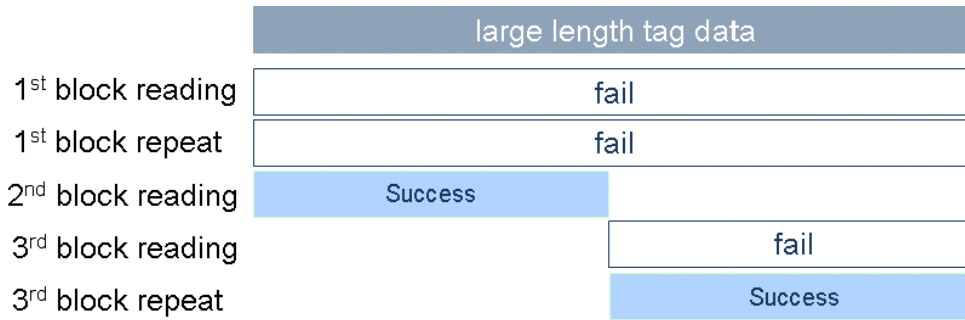 large length tag data
1st block reading fail
1st block repeat fail
2nd block reading Success
3rd block reading fail
3rd block repeat Success